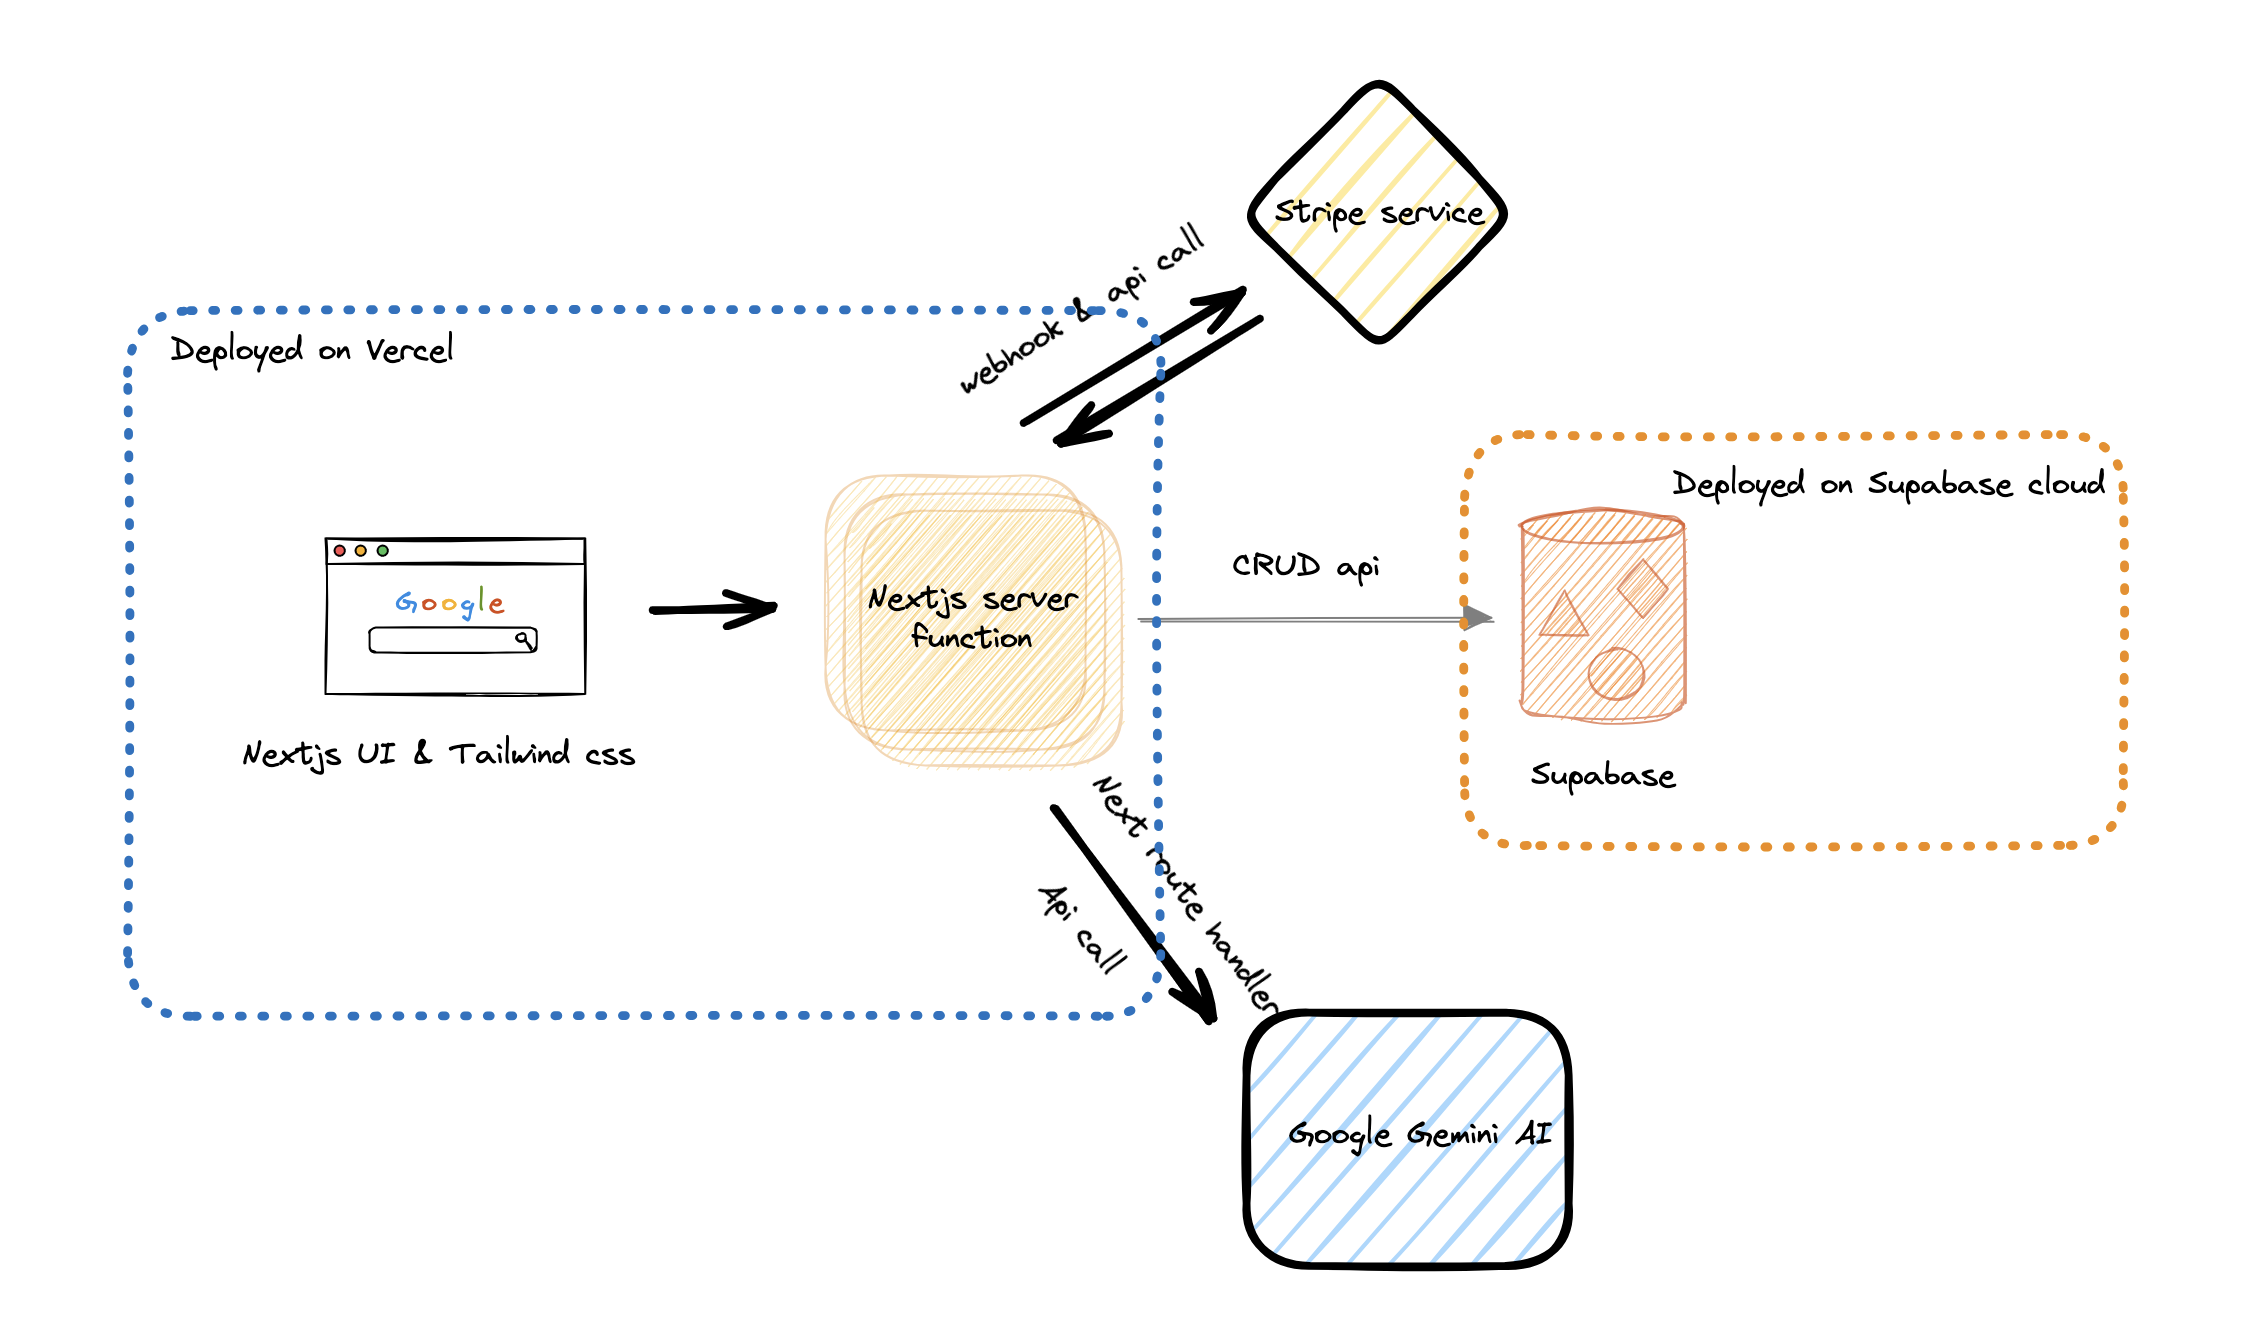 Stripe service
webhook & api call
Deployed on Vercel
Deployed on Supabase cloud
CRUD api
Google
Nextjs server
function
Nextjs UI & Tailwind css
Supabase
Next route handler
Api call
Google Gemini AI